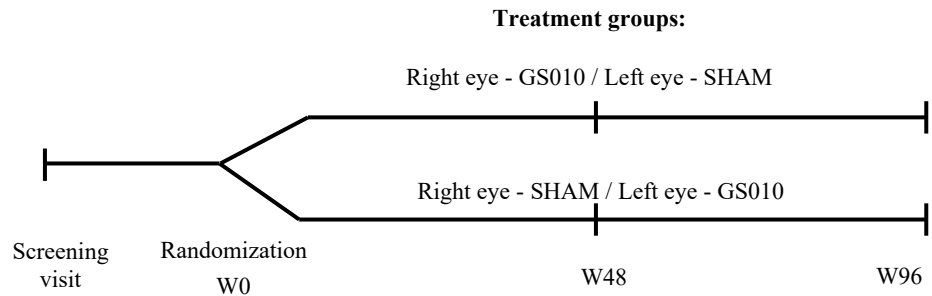 Treatment groups:
Right eye - GS010 / Left eye - SHAM
Right eye - SHAM / Left eye - GS010
Screening
visit
Randomization
W0
W48
W96